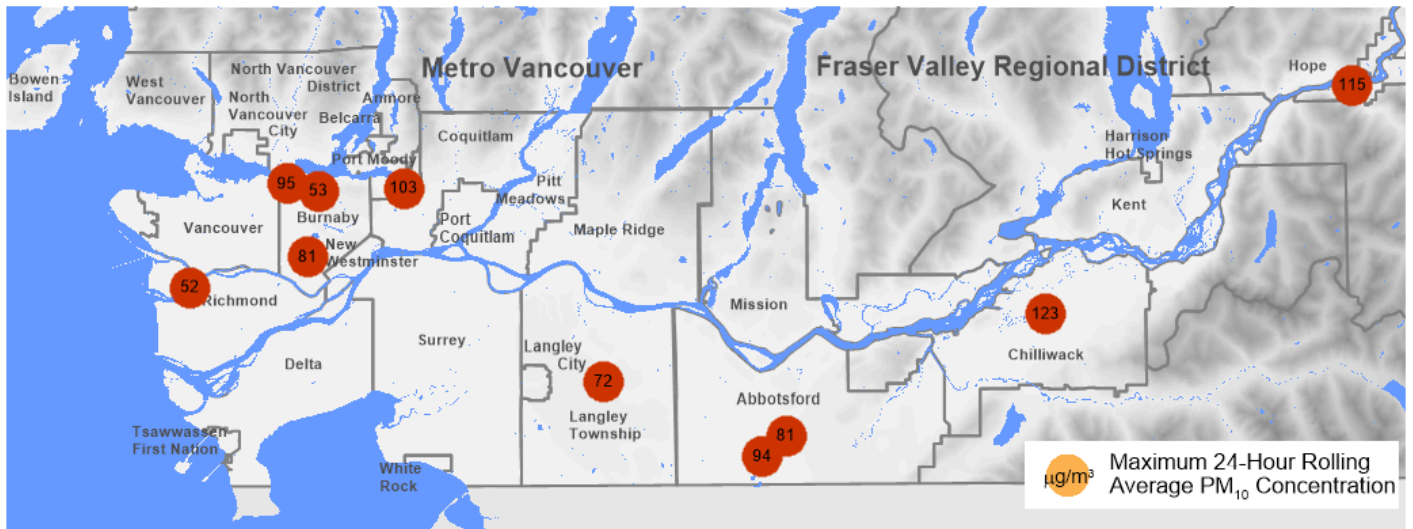 Metro Vancouver
Fraser Valley Regional District
Bowen
Island
West
Vancouver
North Vancouver
District
North
Vancouver
City
Anmore
Belcarra
Port Moody
Coquitlam
Hope
115
Harrison
Hot Springs
95
53
103
Pitt
Meadows
Kent
Burnaby
Vancouver
Port
Coquitlam
Maple Ridge
81
New
Westminster
52
Richmond
Mission
123
Surrey
Langley
City
Chilliwack
Delta
72
Abbotsford
Langley
Township
81
94
Tsawwassen
First Nation
White
Rock
µg/m³
Maximum 24-Hour Rolling
Average PM₁₀ Concentration